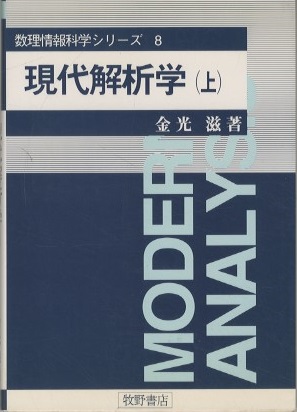 数理情報科学シリーズ 8
現代解析学(上)
金光 滋著
MODERN
ANALYSIS
牧野書店